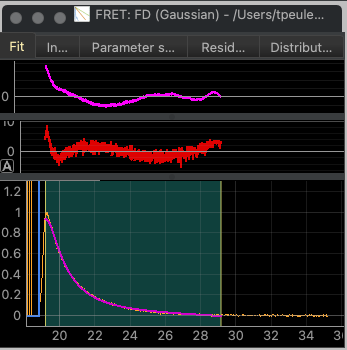 FRET: FD (Gaussian) - /Users/tpeule...
Fit
In...
Parameter s...
Resid...
Distribut...
0
10
0
A
1.2
1
0.8
0.6
0.4
0.2
0
20 22 24 26 28 30 32 34